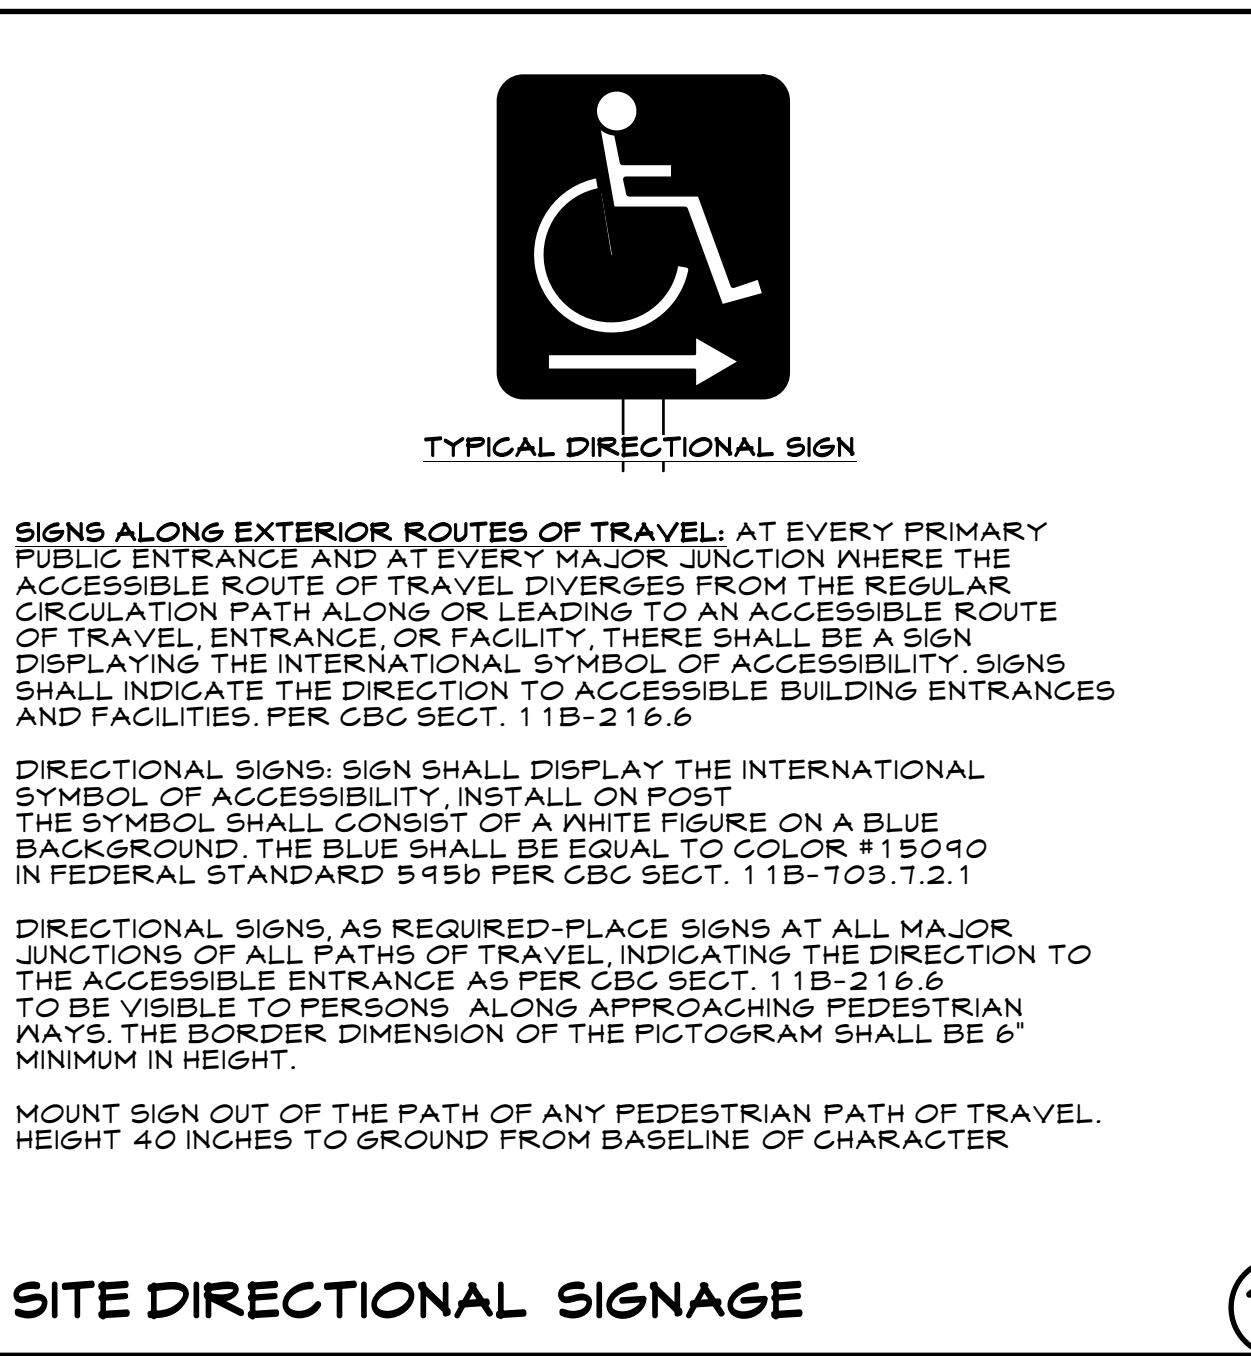 TYPICAL DIRECTIONAL SIGN
SIGNS ALONG EXTERIOR ROUTES OF TRAVEL: AT EVERY PRIMARY
PUBLIC ENTRANCE AND AT EVERY MAJOR JUNCTION WHERE THE
ACCESSIBLE ROUTE OF TRAVEL DIVERGES FROM THE REGULAR
CIRCULATION PATH ALONG OR LEADING TO AN ACCESSIBLE ROUTE
OF TRAVEL, ENTRANCE, OR FACILITY, THERE SHALL BE A SIGN
DISPLAYING THE INTERNATIONAL SYMBOL OF ACCESSIBILITY. SIGNS
SHALL INDICATE THE DIRECTION TO ACCESSIBLE BUILDING ENTRANCES
AND FACILITIES. PER CBC SECT. 11B-216.6
DIRECTIONAL SIGNS: SIGN SHALL DISPLAY THE INTERNATIONAL
SYMBOL OF ACCESSIBILITY, INSTALL ON POST
THE SYMBOL SHALL CONSIST OF A WHITE FIGURE ON A BLUE
BACKGROUND. THE BLUE SHALL BE EQUAL TO COLOR #15090
IN FEDERAL STANDARD 595b PER CBC SECT. 11B-703.7.2.1
DIRECTIONAL SIGNS, AS REQUIRED-PLACE SIGNS AT ALL MAJOR
JUNCTIONS OF ALL PATHS OF TRAVEL, INDICATING THE DIRECTION TO
THE ACCESSIBLE ENTRANCE AS PER CBC SECT. 11B-216.6
TO BE VISIBLE TO PERSONS ALONG APPROACHING PEDESTRIAN
WAYS. THE BORDER DIMENSION OF THE PICTOGRAM SHALL BE 6"
MINIMUM IN HEIGHT.
MOUNT SIGN OUT OF THE PATH OF ANY PEDESTRIAN PATH OF TRAVEL.
HEIGHT 40 INCHES TO GROUND FROM BASELINE OF CHARACTER
SITE DIRECTIONAL SIGNAGE